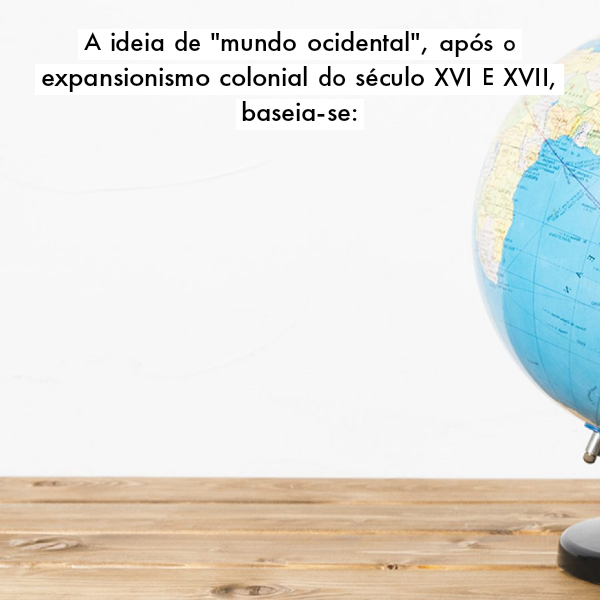 A ideia de "mundo ocidental", após o
expansionismo colonial do século XVI E XVII,
baseia-se: